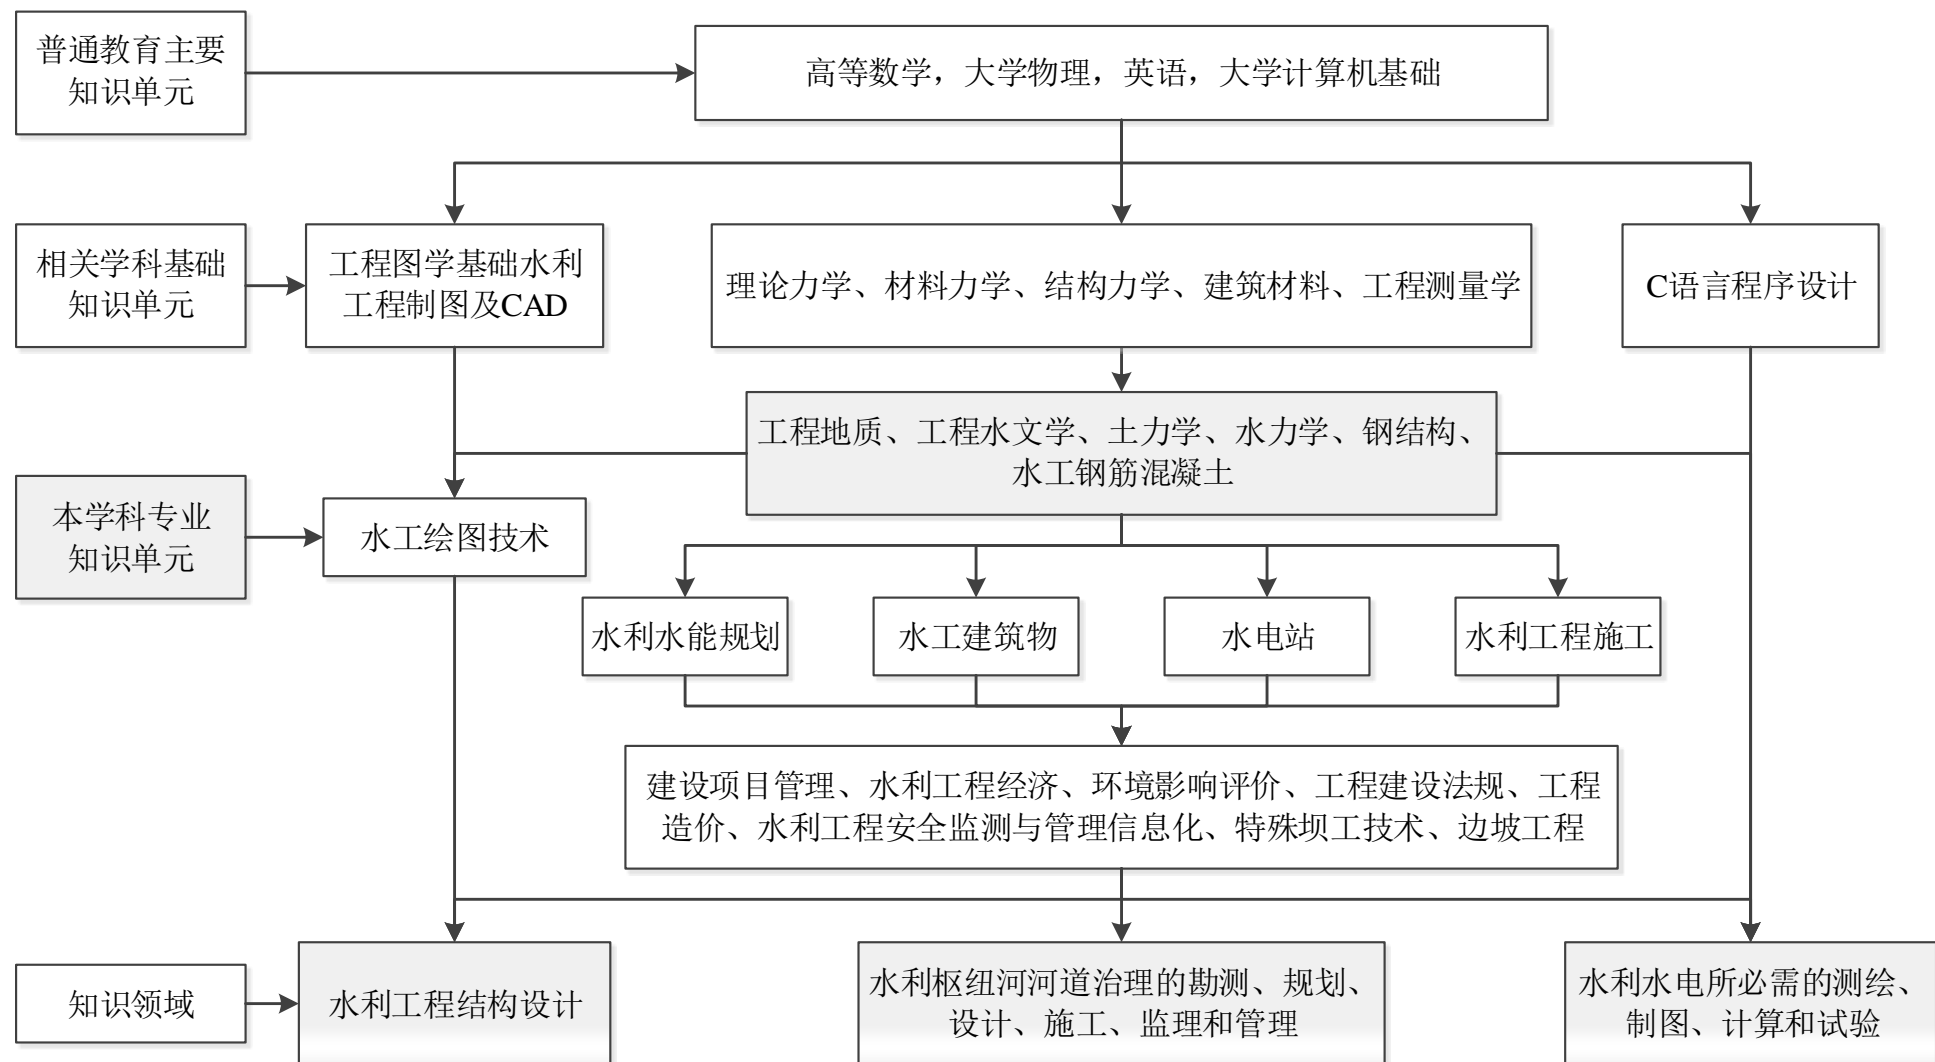 普通教育主要
知识单元
高等数学，大学物理，英语，大学计算机基础
相关学科基础
知识单元
工程图学基础水利
工程制图及CAD
理论力学、材料力学、结构力学、建筑材料、工程测量学
C语言程序设计
工程地质、工程水文学、土力学、水力学、钢结构、
水工钢筋混凝土
本学科专业
知识单元
水工绘图技术
水利水能规划
水工建筑物
水电站
水利工程施工
建设项目管理、水利工程经济、环境影响评价、工程建设法规、工程
造价、水利工程安全监测与管理信息化、特殊坝工技术、边坡工程
知识领域
水利工程结构设计
水利枢纽河河道治理的勘测、规划、
设计、施工、监理和管理
水利水电所必需的测绘、
制图、计算和试验